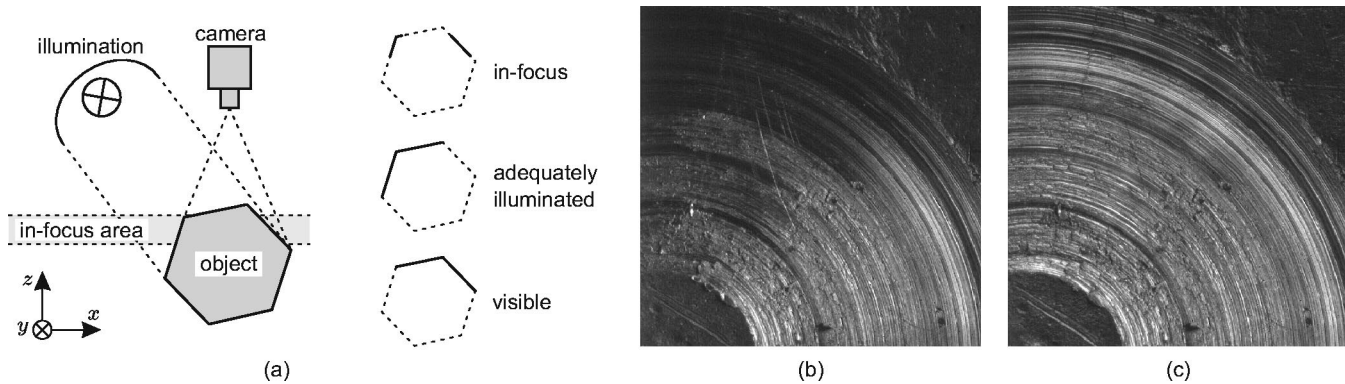 illumination
camera
in-focus area
object
z
y
x
in-focus
adequately
illuminated
visible
(a)
(b)
(c)